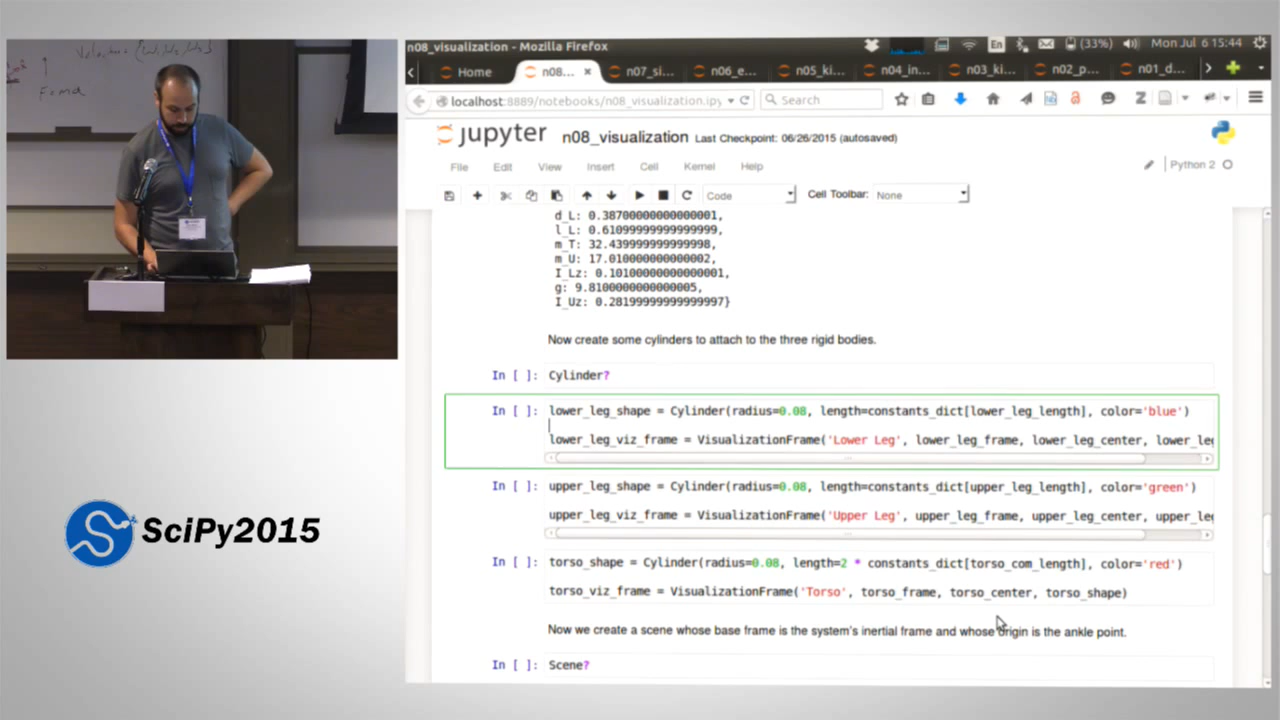 n08_visualization - Mozilla Firefox
En
(33%)
Mon Jul 6 15:44
Home
n08... ×
n07_si...
n06_e...
n05_ki...
n04_in...
n03_ki...
n02_p...
n01_d...
localhost:8889/notebooks/n08_visualization.ipy
Search
jupyter
n08_visualization Last Checkpoint: 06/26/2015 (autosaved)
File Edit View Insert Cell Kernel Help
Python 2
Code
Cell Toolbar: None
d_L: 0.38700000000000001,
l_L: 0.61099999999999999,
m_T: 32.439999999999998,
m_U: 17.010000000000002,
I_Lz: 0.10100000000000001,
g: 9.8100000000000005,
I_Uz: 0.28199999999999997}
Now create some cylinders to attach to the three rigid bodies.
In [ ]: Cylinder?
In [ ]: lower_leg_shape = Cylinder(radius=0.08, length=constants_dict[lower_leg_length], color='blue')
lower_leg_viz_frame = VisualizationFrame('Lower Leg', lower_leg_frame, lower_leg_center, lower_leg
In [ ]: upper_leg_shape = Cylinder(radius=0.08, length=constants_dict[upper_leg_length], color='green')
upper_leg_viz_frame = VisualizationFrame('Upper Leg', upper_leg_frame, upper_leg_center, upper_leg
In [ ]: torso_shape = Cylinder(radius=0.08, length=2 * constants_dict[torso_com_length], color='red')
torso_viz_frame = VisualizationFrame('Torso', torso_frame, torso_center, torso_shape)
Now we create a scene whose base frame is the system's inertial frame and whose origin is the ankle point.
In [ ]: Scene?
SciPy2015